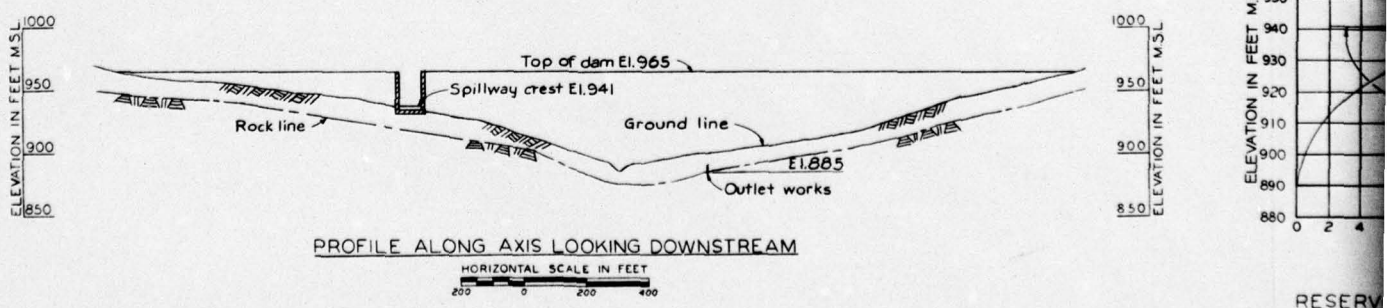 1000
950
900
850
ELEVATION IN FEET MSL
Top of dam El.965
Spillway crest El.941
Rock line
Ground line
El.885
Outlet works
1000
950
900
850
ELEVATION IN FEET M.S.L.
PROFILE ALONG AXIS LOOKING DOWNSTREAM
HORIZONTAL SCALE IN FEET
200 0 200 400
ELEVATION IN FEET M.
940
930
920
910
900
890
880
0 2 4